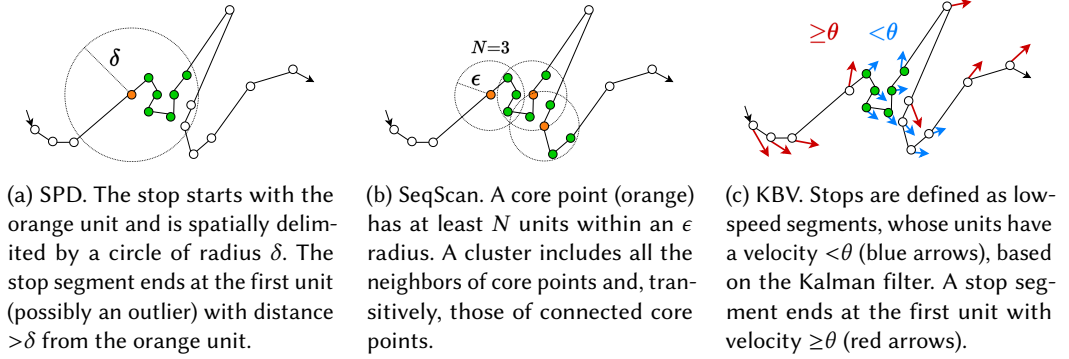 δ
N=3
ϵ
≥θ <θ
(a) SPD. The stop starts with the
orange unit and is spatially delim-
ited by a circle of radius δ. The
stop segment ends at the first unit
(possibly an outlier) with distance
>δ from the orange unit.
(b) SeqScan. A core point (orange)
has at least N units within an ϵ
radius. A cluster includes all the
neighbors of core points and, tran-
sitively, those of connected core
points.
(c) KBV. Stops are defined as low-
speed segments, whose units have
a velocity <θ (blue arrows), based
on the Kalman filter. A stop seg-
ment ends at the first unit with
velocity ≥θ (red arrows).